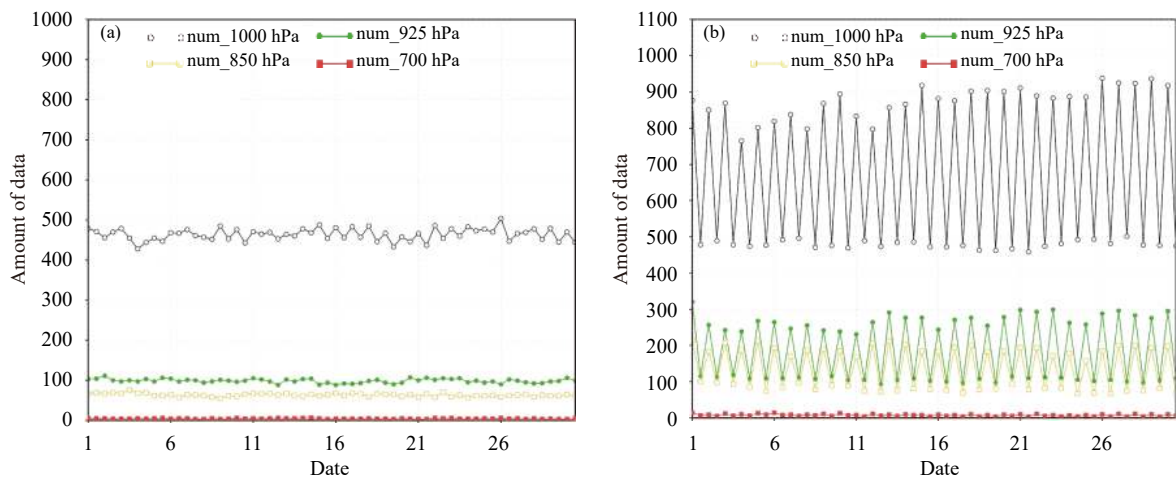 1000
(a)
num_1000 hPa
num_925 hPa
num_850 hPa
num_700 hPa
900
800
700
600
500
400
300
200
100
0
Amount of data
1 6 11 16 21 26
Date
1100
(b)
num_1000 hPa
num_925 hPa
num_850 hPa
num_700 hPa
1000
900
800
700
600
500
400
300
200
100
0
Amount of data
1 6 11 16 21 26
Date